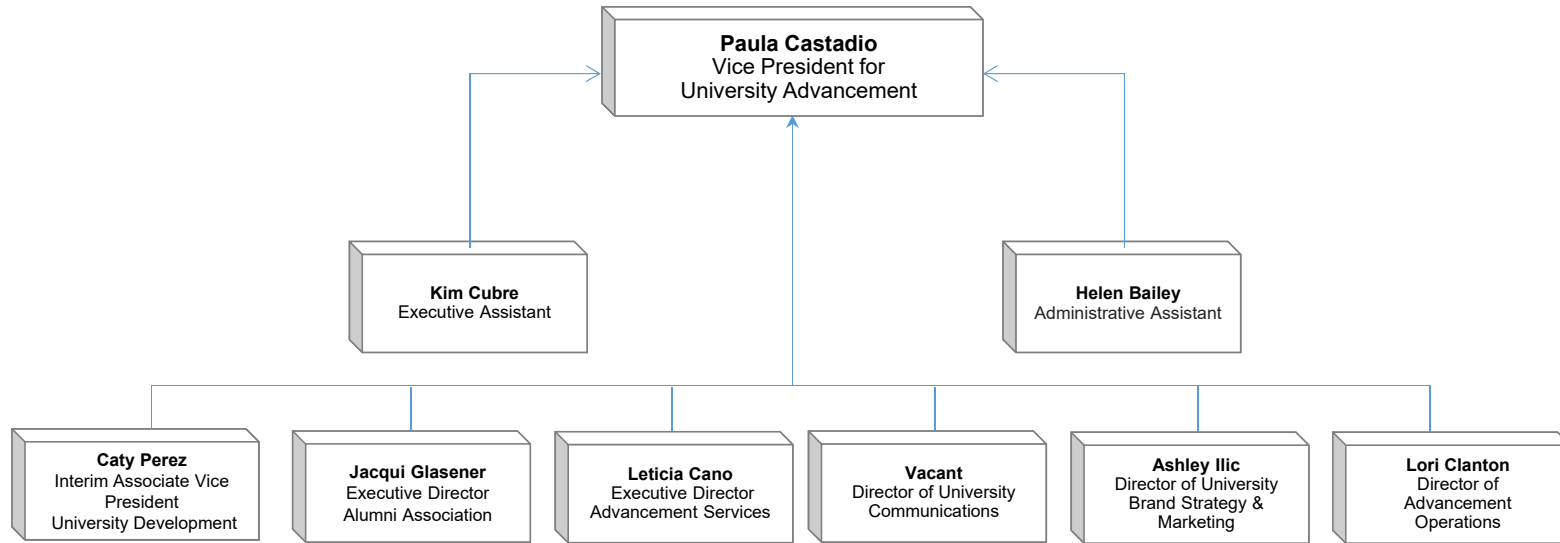 Paula Castadio
Vice President for
University Advancement
Kim Cubre
Executive Assistant
Helen Bailey
Administrative Assistant
Caty Perez
Interim Associate Vice
President
University Development
Jacqui Glasener
Executive Director
Alumni Association
Leticia Cano
Executive Director
Advancement Services
Vacant
Director of University
Communications
Ashley Ilic
Director of University
Brand Strategy &
Marketing
Lori Clanton
Director of
Advancement
Operations